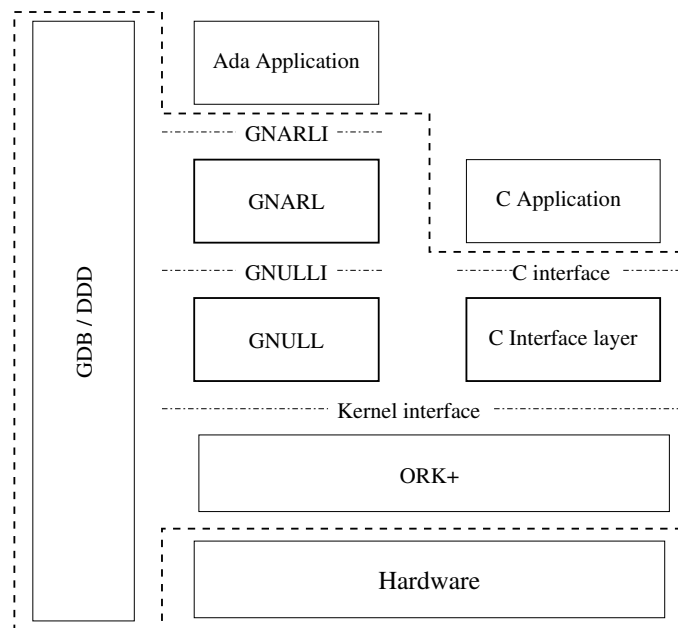 Ada Application
GNARLI
GNARL
C Application
GNULLI
C interface
GDB / DDD
GNULL
C Interface layer
Kernel interface
ORK+
Hardware